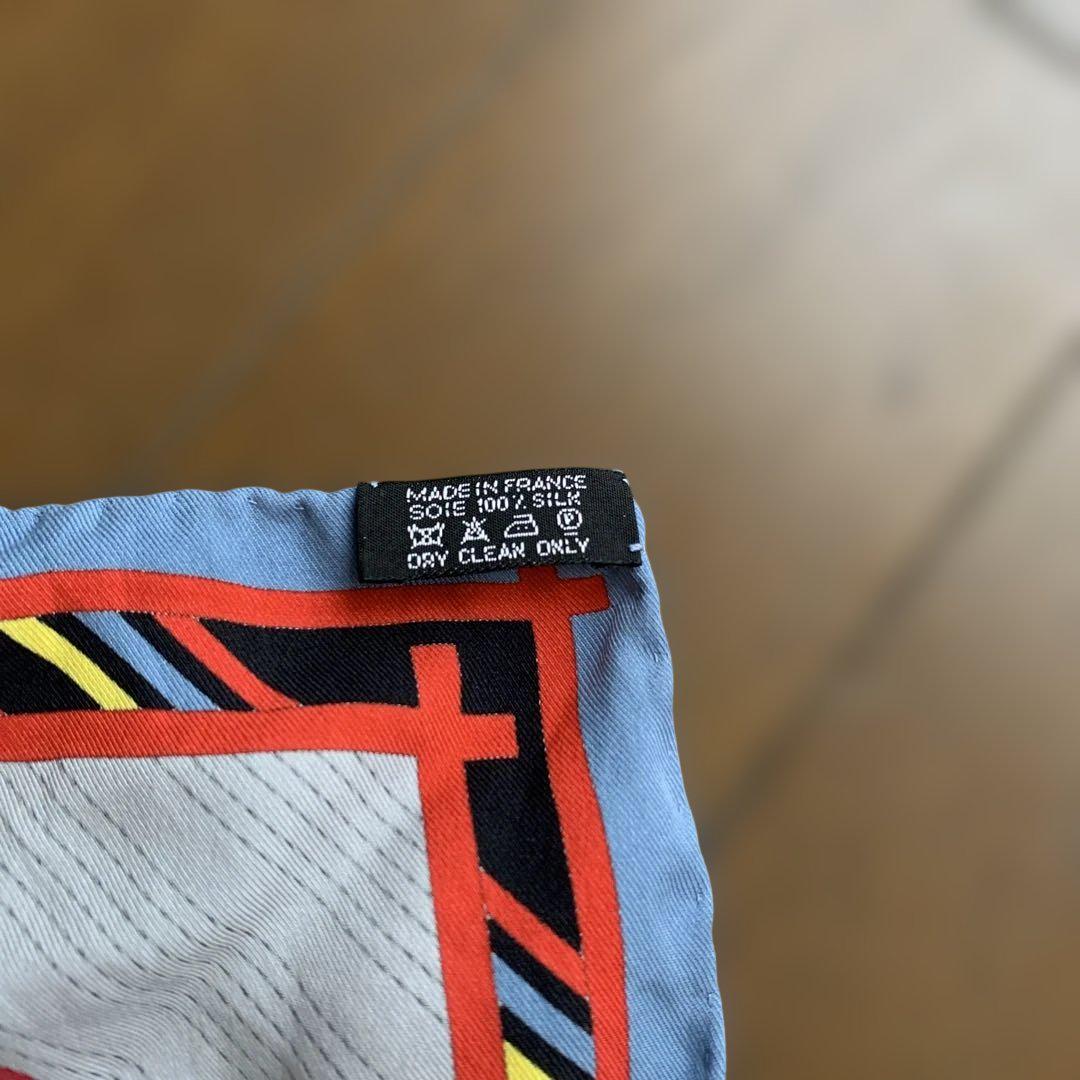 MADE IN FRANCE
SOIE 100% SILK
P
DRY CLEAN ONLY